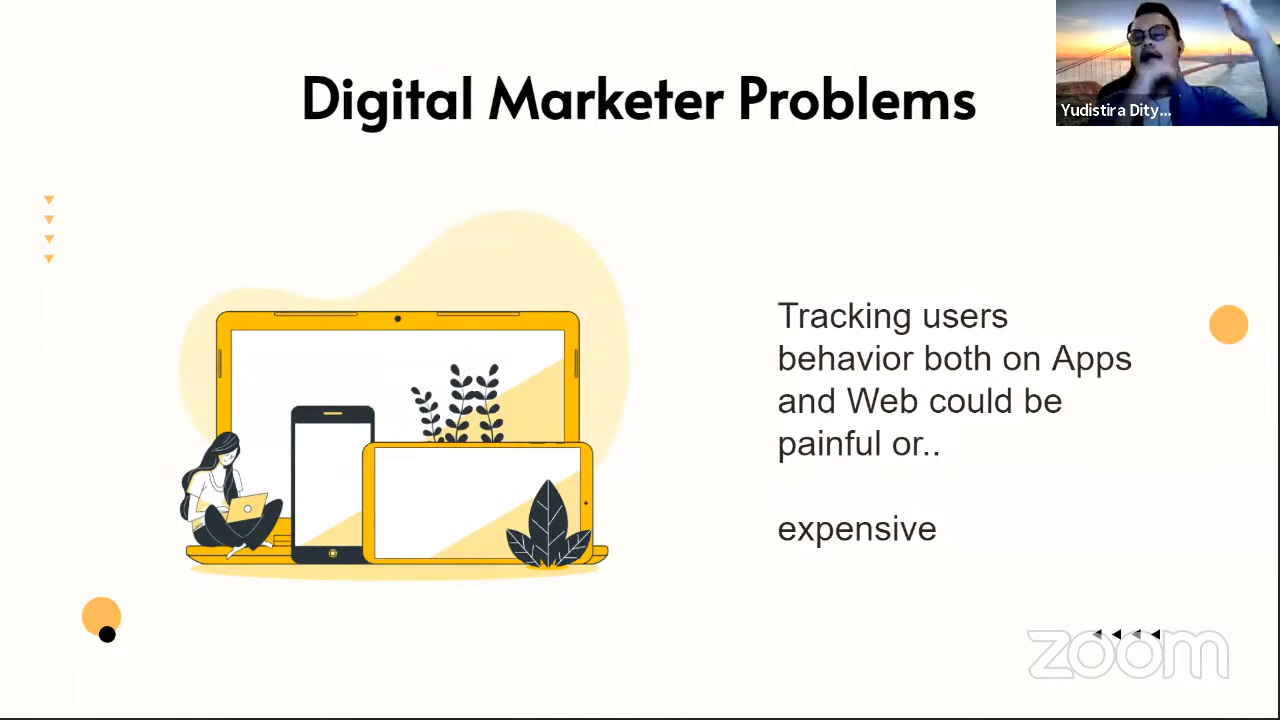 Digital Marketer Problems
Yudistira Dity...
Tracking users
behavior both on Apps
and Web could be
painful or..
expensive
zoom